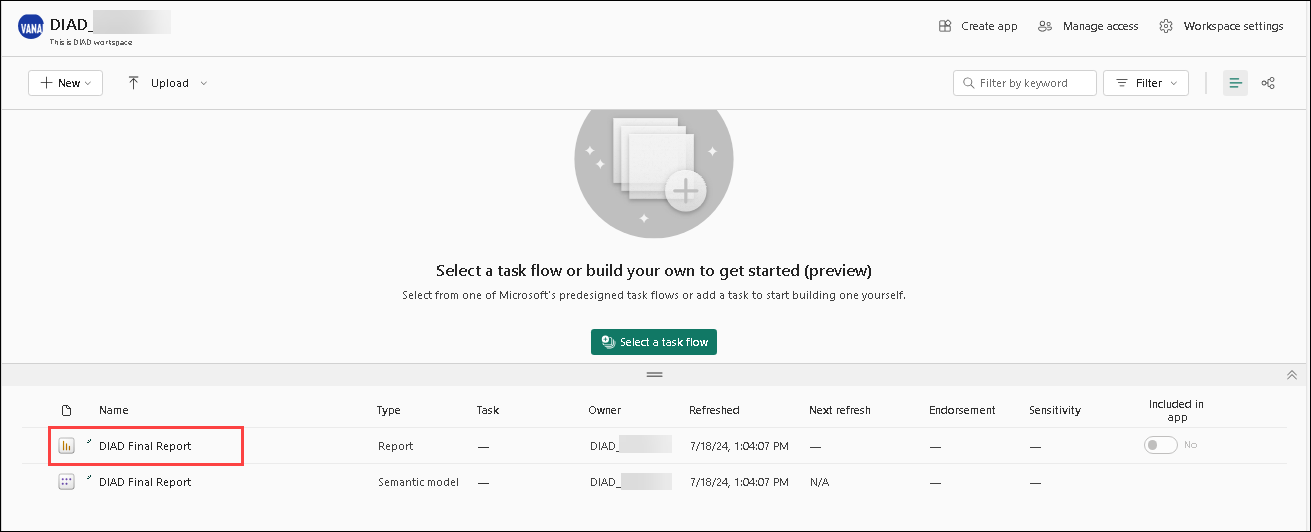 VANA DIAD_
This is DIAD workspace
Create app Manage access Workspace settings
New Upload Filter by keyword Filter
Select a task flow or build your own to get started (preview)
Select from one of Microsoft's predesigned task flows or add a task to start building one yourself.
Select a task flow
Name Type Task Owner Refreshed Next refresh Endorsement Sensitivity Included in app
DIAD Final Report Report — DIAD_ 7/18/24, 1:04:07 PM — — — No
DIAD Final Report Semantic model — DIAD_ 7/18/24, 1:04:07 PM N/A — —